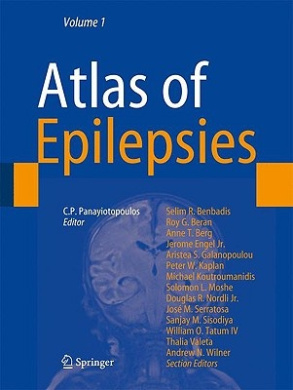 Volume 1
Atlas of
Epilepsies
C.P. Panayiotopoulos
Editor
Selim R. Benbadis
Roy G. Beran
Anne T. Berg
Jerome Engel Jr.
Aristea S. Galanopoulou
Peter W. Kaplan
Michael Koutroumanidis
Solomon L. Moshe
Douglas R. Nordli Jr.
José M. Serratosa
Sanjay M. Sisodiya
William O. Tatum IV
Thalia Valeta
Andrew N. Wilner
Section Editors
Springer